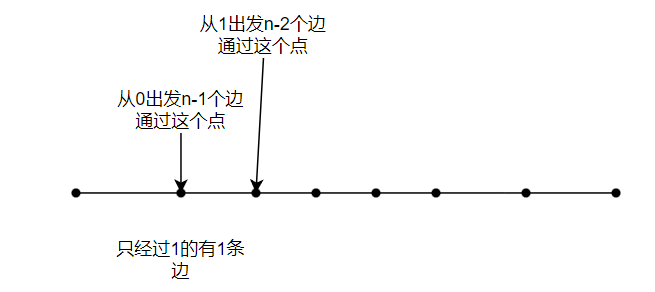 从1出发n-2个边
通过这个点
从0出发n-1个边
通过这个点
只经过1的有1条
边